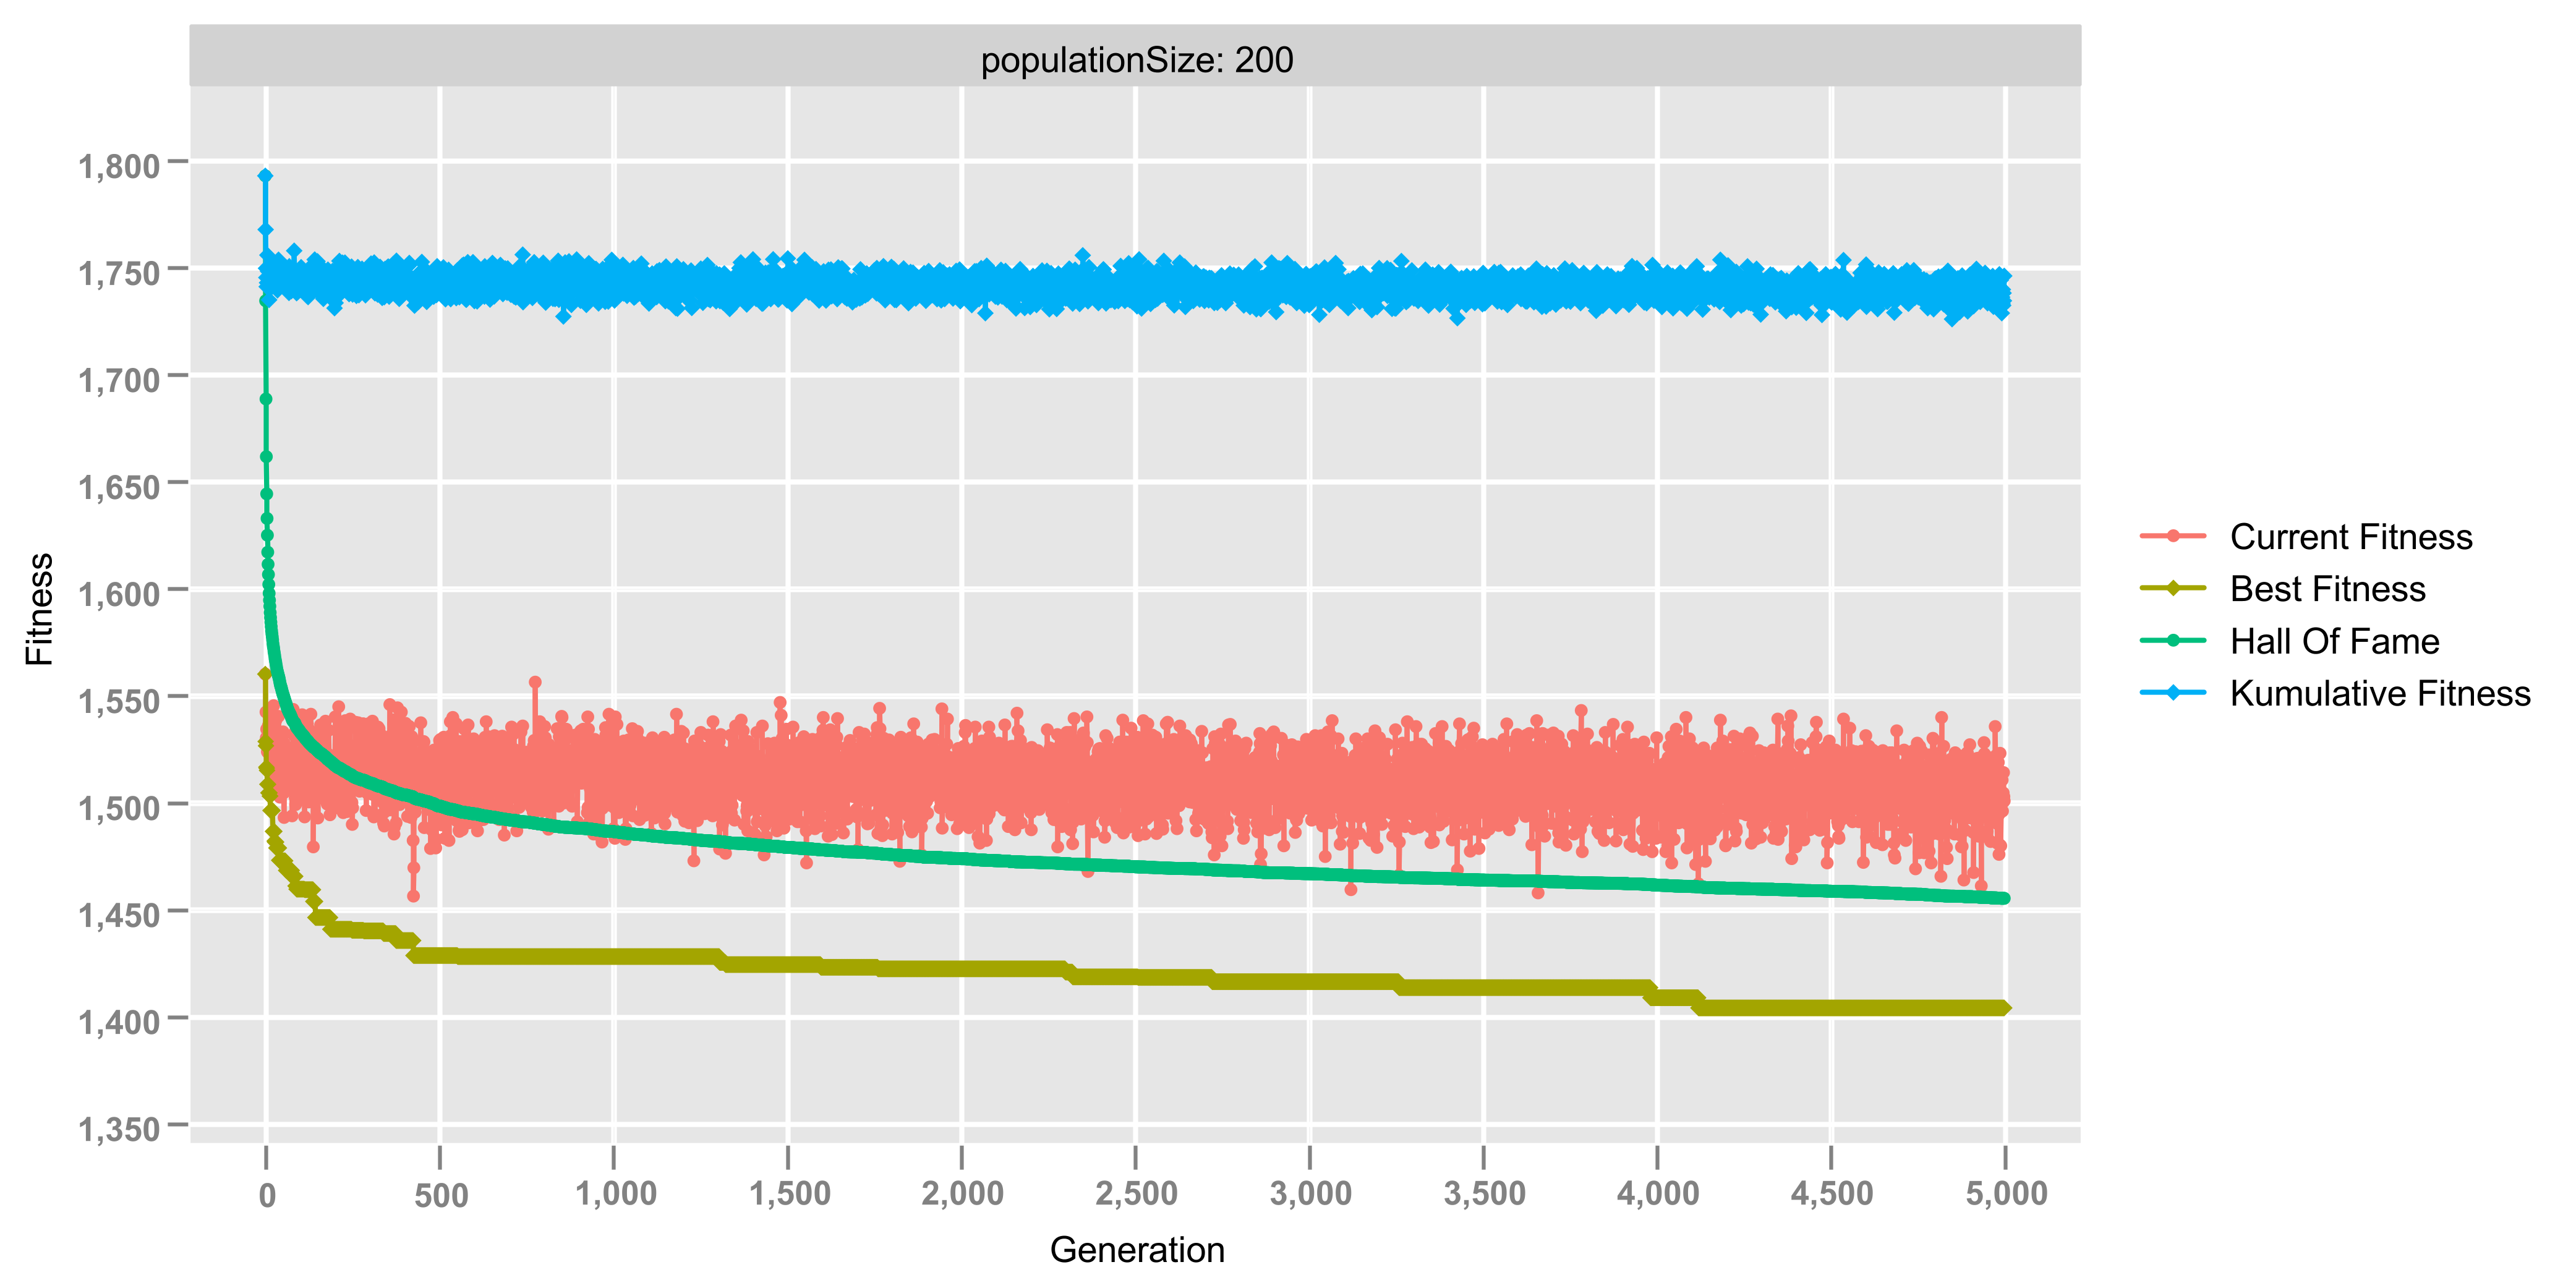 populationSize: 200
Fitness
1,800
1,750
1,700
1,650
1,600
1,550
1,500
1,450
1,400
1,350
0 500 1,000 1,500 2,000 2,500 3,000 3,500 4,000 4,500 5,000
Generation
Current Fitness
Best Fitness
Hall Of Fame
Kumulative Fitness